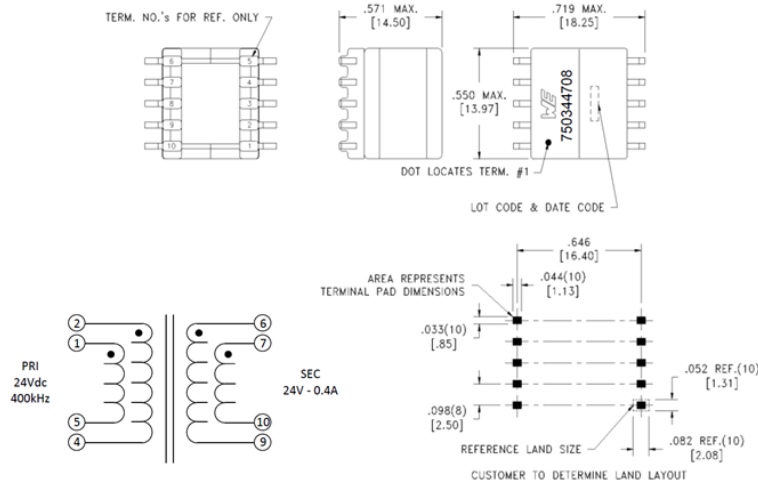 TERM. NO.'s FOR REF. ONLY
6
5
7
4
8
3
9
2
10
1
.571 MAX.
[14.50]
.719 MAX.
[18.25]
.550 MAX.
[13.97]
WE
750344708
DOT LOCATES TERM. #1
LOT CODE & DATE CODE
PRI
24Vdc
400kHz
2
1
5
4
6
7
10
9
SEC
24V - 0.4A
.646
[16.40]
AREA REPRESENTS
TERMINAL PAD DIMENSIONS
.044(10)
[1.13]
.033(10)
[.85]
.098(8)
[2.50]
.052 REF.(10)
[1.31]
.082 REF.(10)
[2.08]
REFERENCE LAND SIZE
CUSTOMER TO DETERMINE LAND LAYOUT